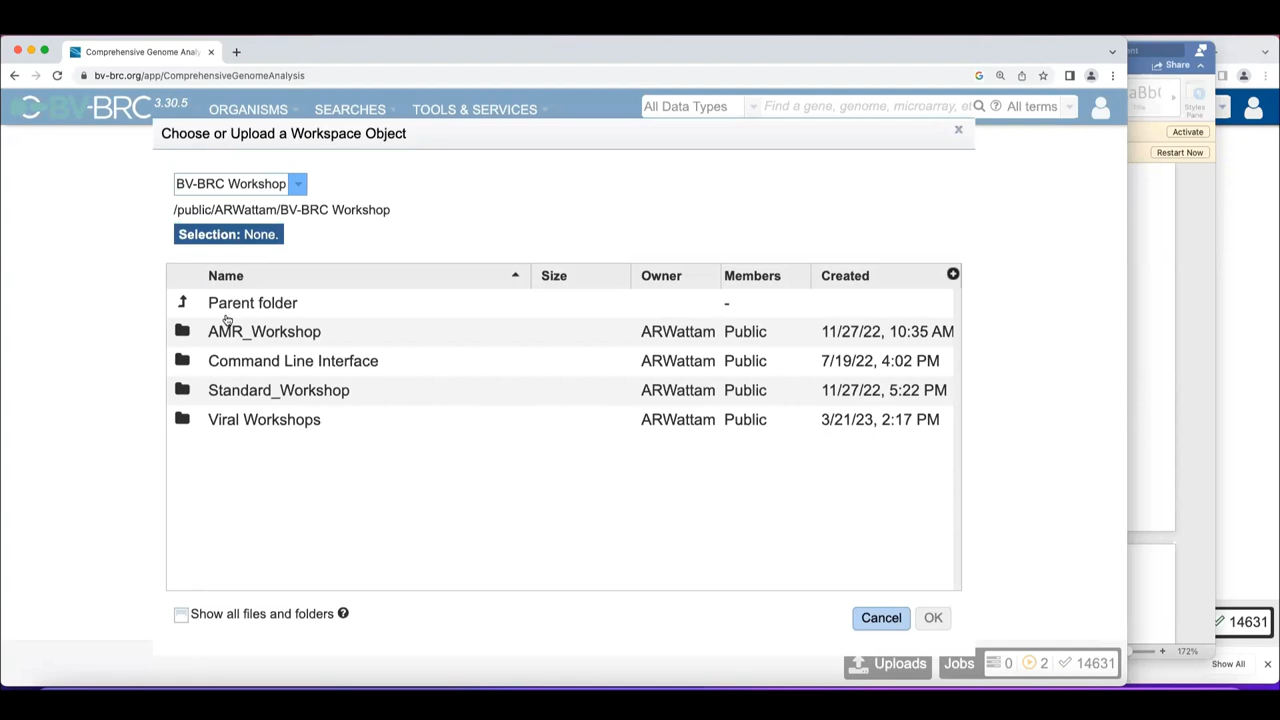 Comprehensive Genome Analy
bv-brc.org/app/ComprehensiveGenomeAnalysis
Share
BV-BRC 3.30.5
ORGANISMS
SEARCHES
TOOLS & SERVICES
All Data Types
Find a gene, genome, microarray, et
All terms
AaBb(
Styles
Pane
Activate
Restart Now
Choose or Upload a Workspace Object
BV-BRC Workshop
/public/ARWattam/BV-BRC Workshop
Selection: None.
Name Size Owner Members Created
Parent folder -
AMR_Workshop ARWattam Public 11/27/22, 10:35 AM
Command Line Interface ARWattam Public 7/19/22, 4:02 PM
Standard_Workshop ARWattam Public 11/27/22, 5:22 PM
Viral Workshops ARWattam Public 3/21/23, 2:17 PM
Show all files and folders
Cancel
OK
14631
Uploads
Jobs 0 2 14631
172%
Show All